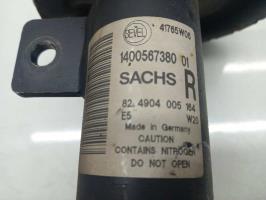 SEVEL 41765W06
1400567380 01
SACHS R
82. 4904 005 164
E5 W20
Made in Germany
CAUTION
CONTAINS NITROGEN
DO NOT OPEN